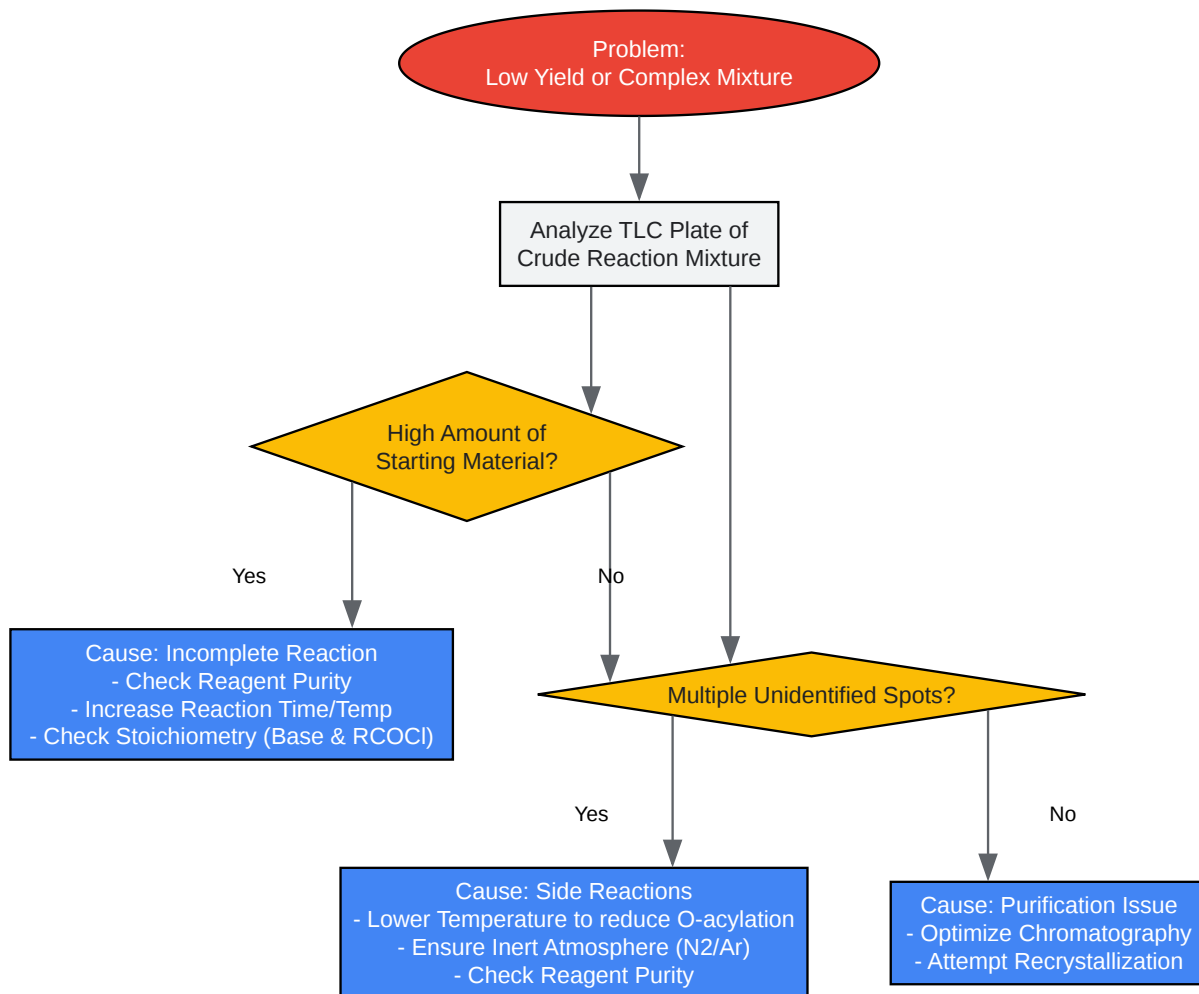 Problem:
Low Yield or Complex Mixture
Analyze TLC Plate of
Crude Reaction Mixture
High Amount of
Starting Material?
Yes
No
Cause: Incomplete Reaction
- Check Reagent Purity
- Increase Reaction Time/Temp
- Check Stoichiometry (Base & RCOCl)
Multiple Unidentified Spots?
Yes
No
Cause: Side Reactions
- Lower Temperature to reduce O-acylation
- Ensure Inert Atmosphere (N2/Ar)
- Check Reagent Purity
Cause: Purification Issue
- Optimize Chromatography
- Attempt Recrystallization